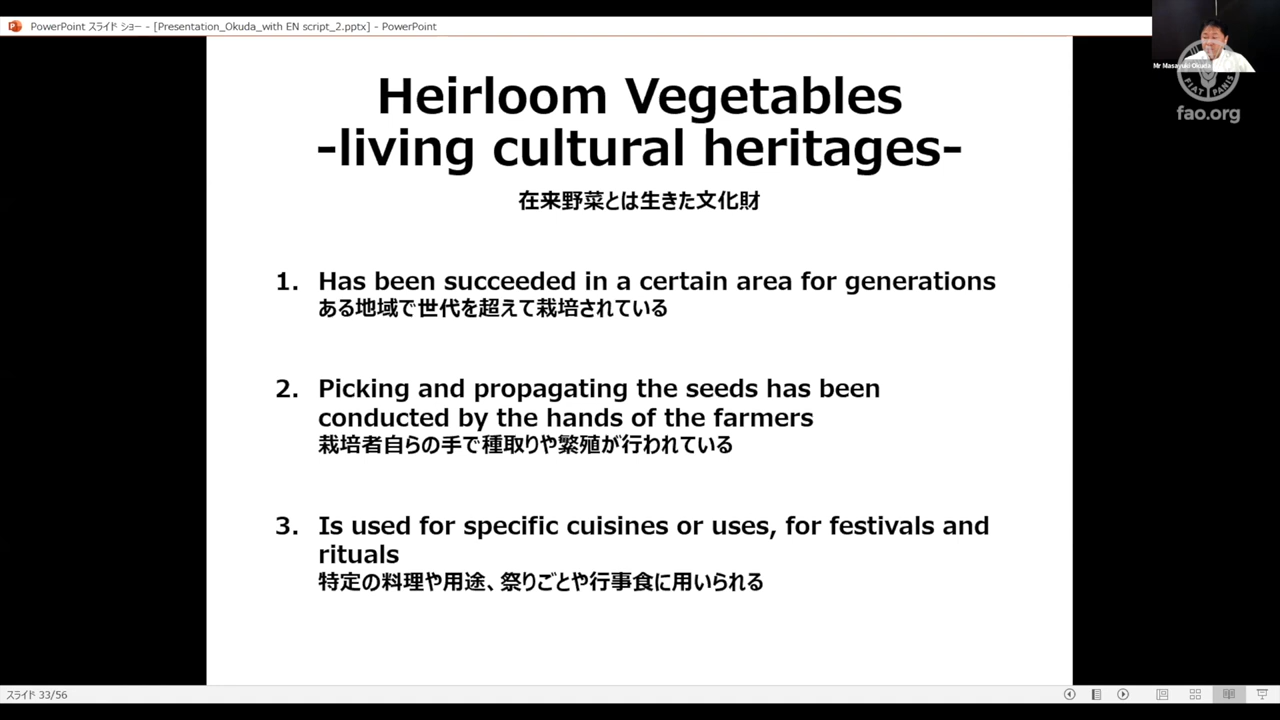 PowerPoint スライド ショー - [Presentation_Okuda_with EN script_2.pptx] - PowerPoint
Mr Masayuki Okuda
FIAT PANIS
fao.org
Heirloom Vegetables
-living cultural heritages-
在来野菜とは生きた文化財
1. Has been succeeded in a certain area for generations
ある地域で世代を超えて栽培されている
2. Picking and propagating the seeds has been
conducted by the hands of the farmers
栽培者自らの手で種取りや繁殖が行われている
3. Is used for specific cuisines or uses, for festivals and
rituals
特定の料理や用途、祭りごとや行事食に用いられる
スライド 33/56